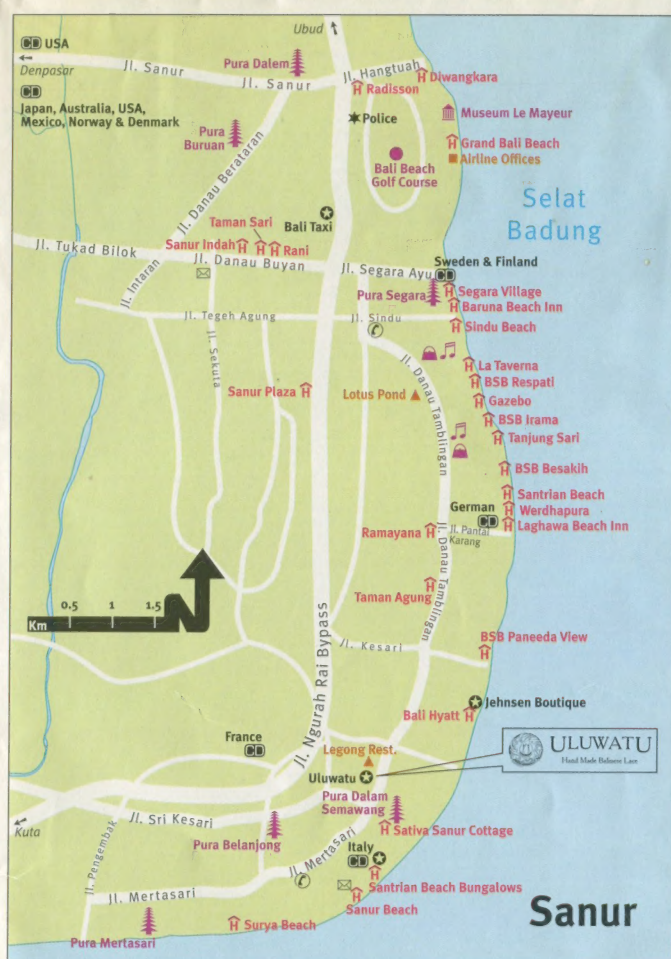 Ubud
USA
Denpasar
Jl. Sanur
Pura Dalem
Jl. Sanur
Jl. Hangtuah
Diwangkara
Radisson
Japan, Australia, USA,
Mexico, Norway & Denmark
Pura
Buruan
Police
Museum Le Mayeur
Grand Bali Beach
Airline Offices
Bali Beach
Golf Course
Selat
Badung
Jl. Danau Berataran
Taman Sari
Bali Taxi
Jl. Tukad Bilok
Sanur Indah
Rani
Jl. Danau Buyan
Jl. Segara Ayu
Sweden & Finland
Jl. Intaran
Pura Segara
Segara Village
Baruna Beach Inn
Jl. Tegeh Agung
Jl. Sindu
Sindu Beach
Jl. Sekuta
Jl. Danau Tamblingan
La Taverna
BSB Respati
Sanur Plaza
Lotus Pond
Gazebo
BSB Irama
Tanjung Sari
BSB Besakih
Santrian Beach
German
Werdhapura
Laghawa Beach Inn
Ramayana
Jl. Pantai
Karang
Jl. Danau Tamblingan
Taman Agung
0.5 1 1.5
Km
N
Jl. Ngurah Rai Bypass
Jl. Kesari
BSB Paneeda View
Jehnsen Boutique
Bali Hyatt
France
Legong Rest.
ULUWATU
Hand Made Balinese Lace
Uluwatu
Pura Dalam
Semawang
Kuta
Jl. Sri Kesari
Pura Belanjong
Sativa Sanur Cottage
Jl. Pengembak
Jl. Mertasari
Italy
Santrian Beach Bungalows
Jl. Mertasari
Sanur Beach
Surya Beach
Pura Mertasari
Sanur